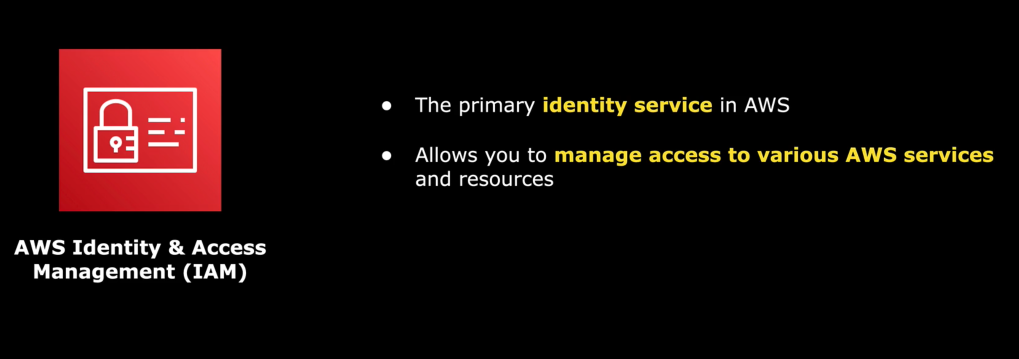 AWS Identity & Access
Management (IAM)
● The primary identity service in AWS
● Allows you to manage access to various AWS services
and resources